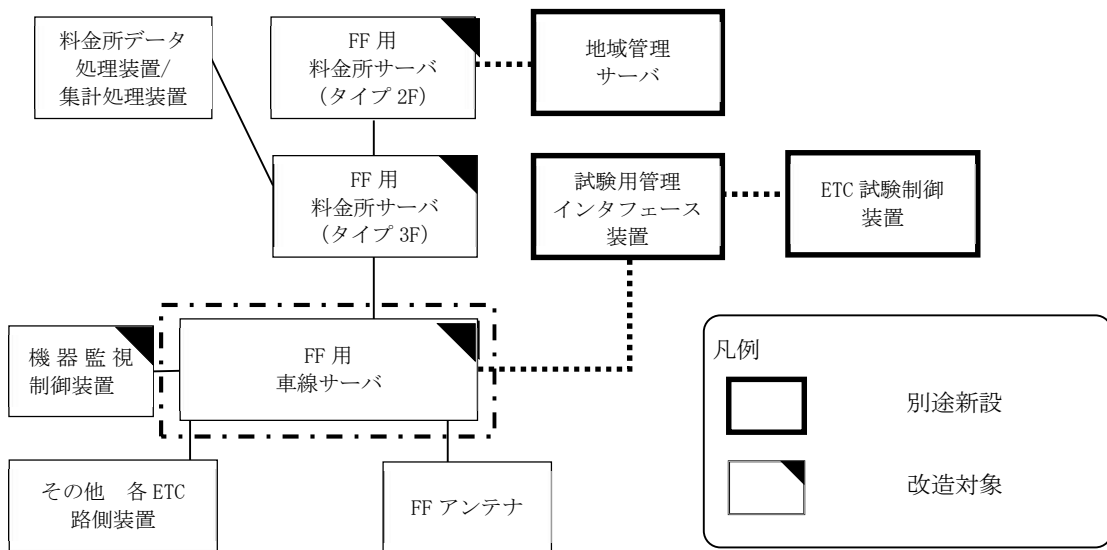 料金所データ
処理装置/
集計処理装置
FF 用
料金所サーバ
(タイプ 2F)
地域管理
サーバ
FF 用
料金所サーバ
(タイプ 3F)
試験用管理
インタフェース
装置
ETC 試験制御
装置
機 器 監 視
制御装置
FF 用
車線サーバ
その他　各 ETC
路側装置
FF アンテナ
凡例
別途新設
改造対象